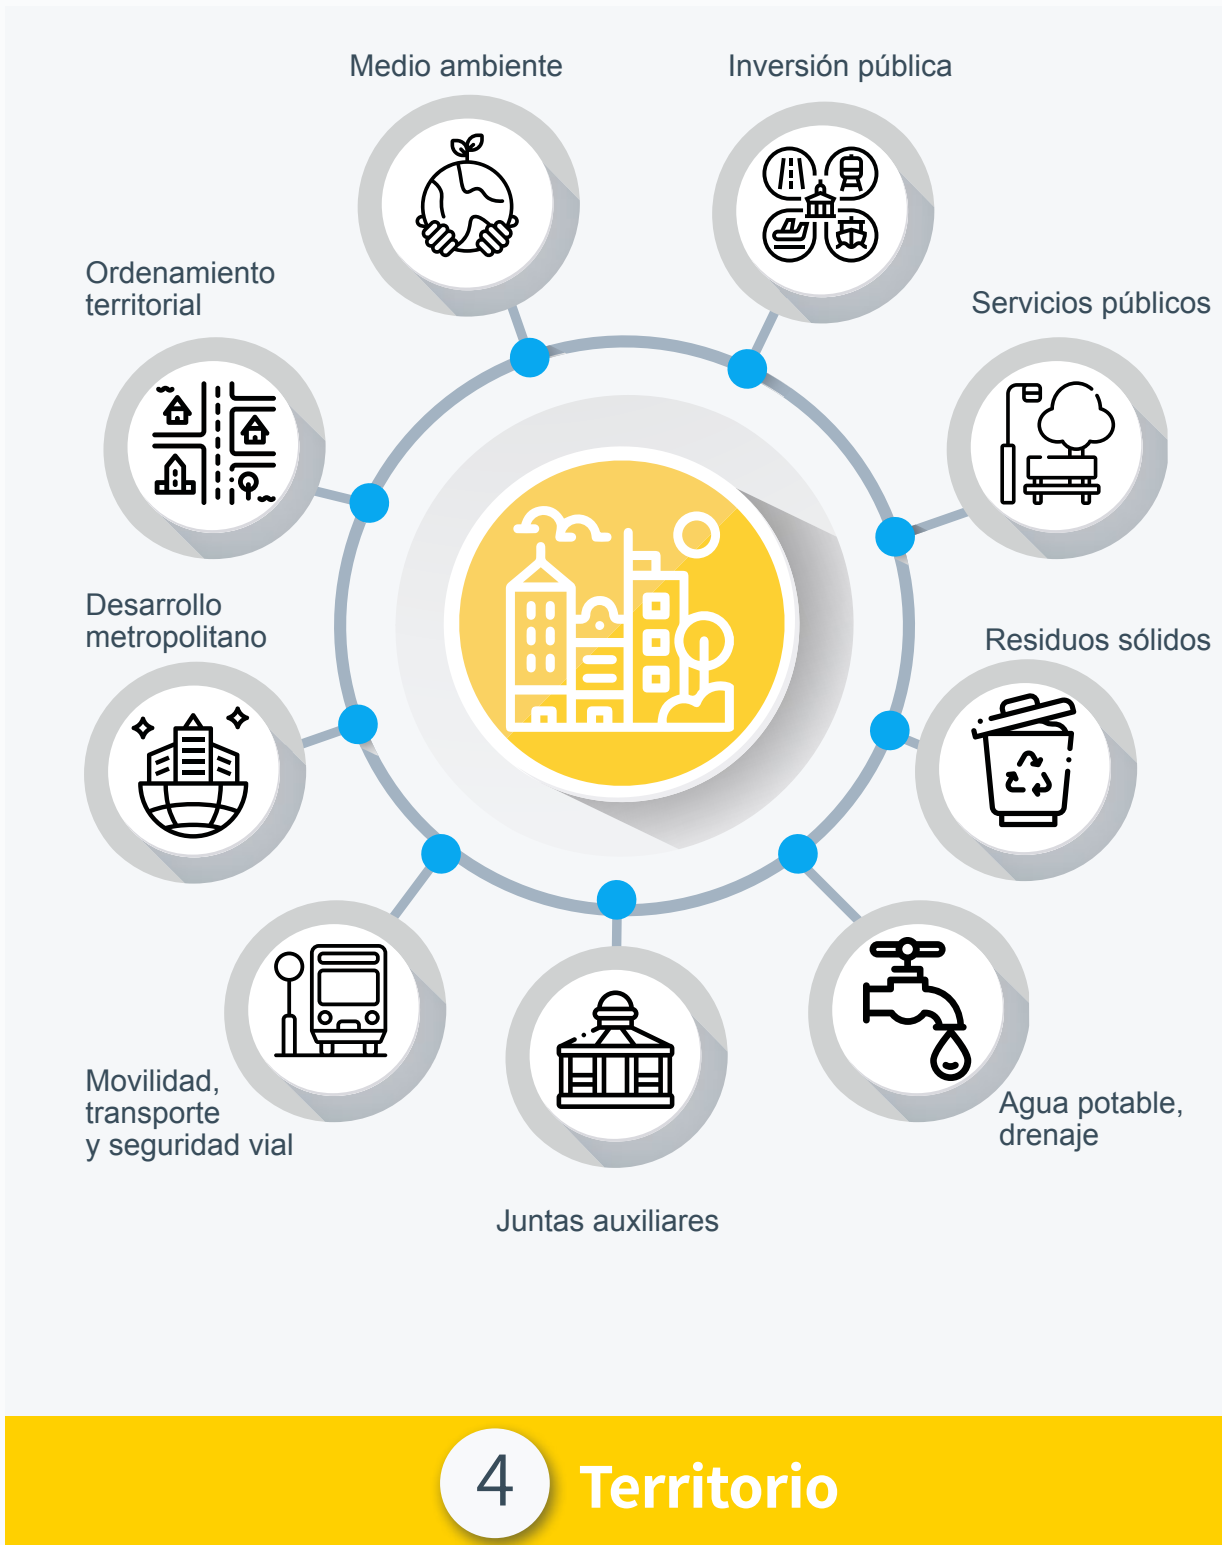 Medio ambiente
Inversión pública
Ordenamiento
territorial
Servicios públicos
Desarrollo
metropolitano
Residuos sólidos
Movilidad,
transporte
y seguridad vial
Agua potable,
drenaje
Juntas auxiliares
4 Territorio